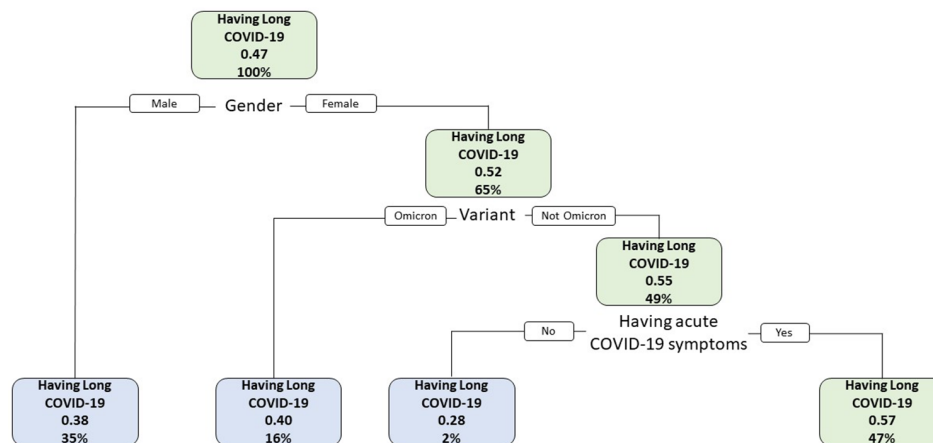 Having Long
COVID-19
0.47
100%
Male
Gender
Female
Having Long
COVID-19
0.52
65%
Omicron
Variant
Not Omicron
Having Long
COVID-19
0.55
49%
No
Having acute
COVID-19 symptoms
Yes
Having Long
COVID-19
0.38
35%
Having Long
COVID-19
0.40
16%
Having Long
COVID-19
0.28
2%
Having Long
COVID-19
0.57
47%